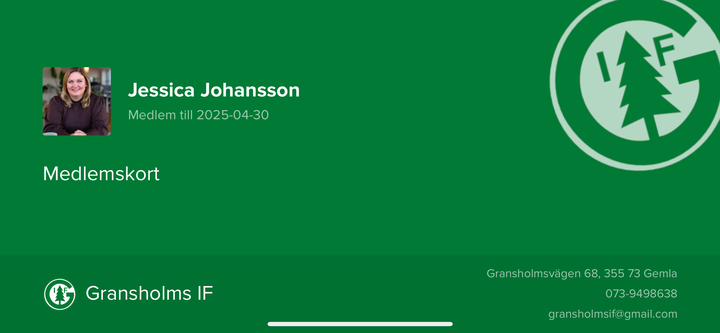 Jessica Johansson
Medlem till 2025-04-30
Medlemskort
IFG
Gransholms IF
Gransholmsvägen 68, 355 73 Gemla
073-9498638
gransholmsif@gmail.com